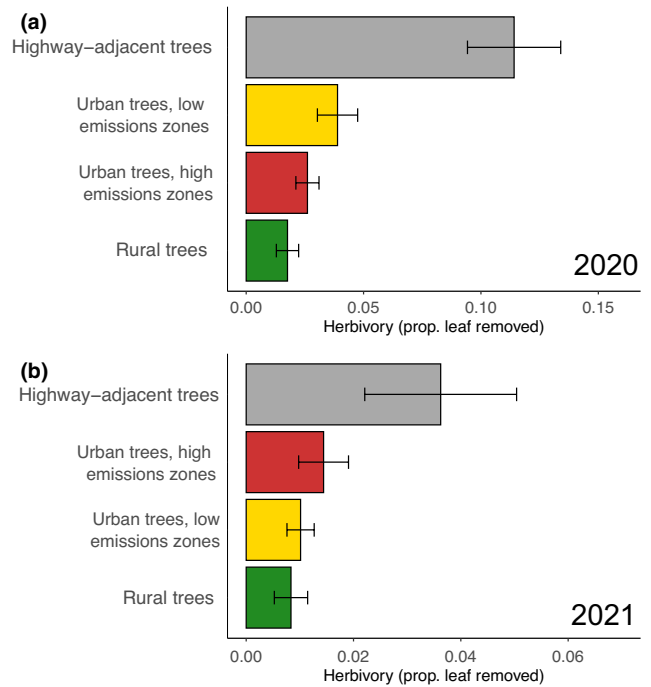 (a)
Highway−adjacent trees
Urban trees, low
emissions zones
Urban trees, high
emissions zones
Rural trees
2020
0.00 0.05 0.10 0.15
Herbivory (prop. leaf removed)
(b)
Highway−adjacent trees
Urban trees, high
emissions zones
Urban trees, low
emissions zones
Rural trees
2021
0.00 0.02 0.04 0.06
Herbivory (prop. leaf removed)